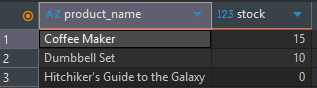 A-Z product_name 123 stock
1 Coffee Maker 15
2 Dumbbell Set 10
3 Hitchiker's Guide to the Galaxy 0